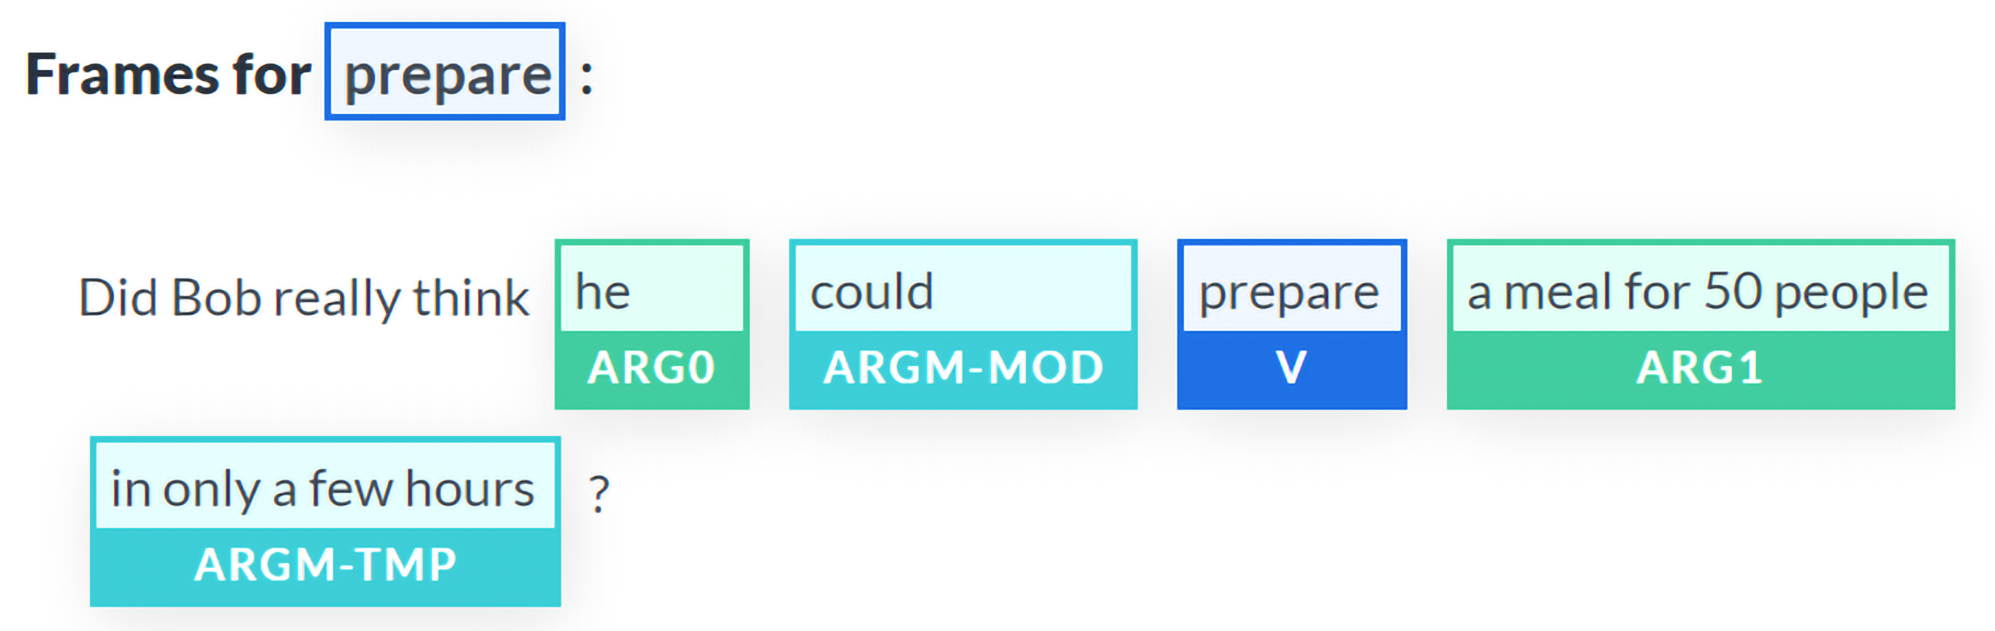 Frames for prepare :
Did Bob really think he could prepare a meal for 50 people
ARG0 ARGM-MOD V ARG1
in only a few hours ?
ARGM-TMP